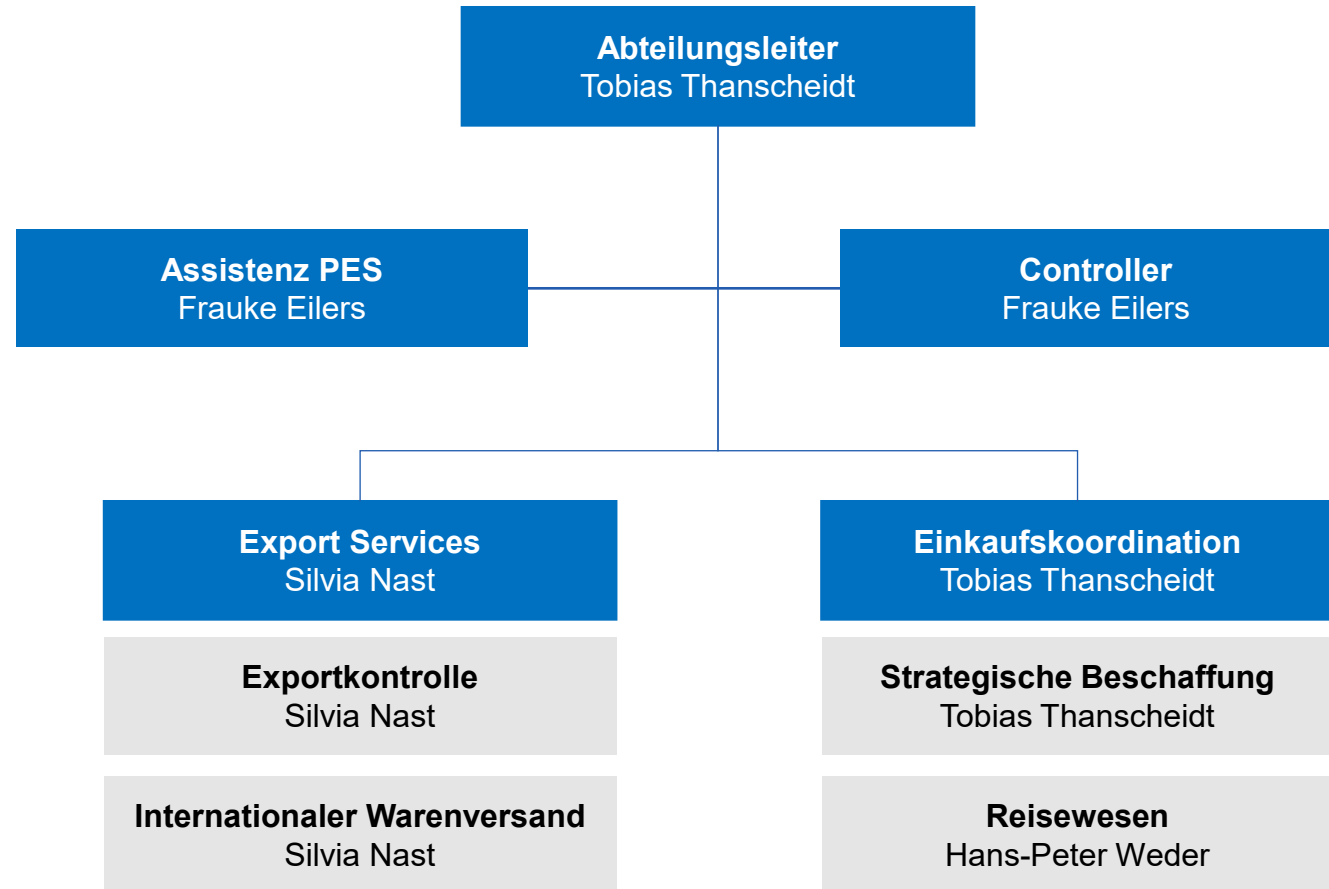 Abteilungsleiter
Tobias Thanscheidt
Assistenz PES
Frauke Eilers
Controller
Frauke Eilers
Export Services
Silvia Nast
Einkaufskoordination
Tobias Thanscheidt
Exportkontrolle
Silvia Nast
Strategische Beschaffung
Tobias Thanscheidt
Internationaler Warenversand
Silvia Nast
Reisewesen
Hans-Peter Weder